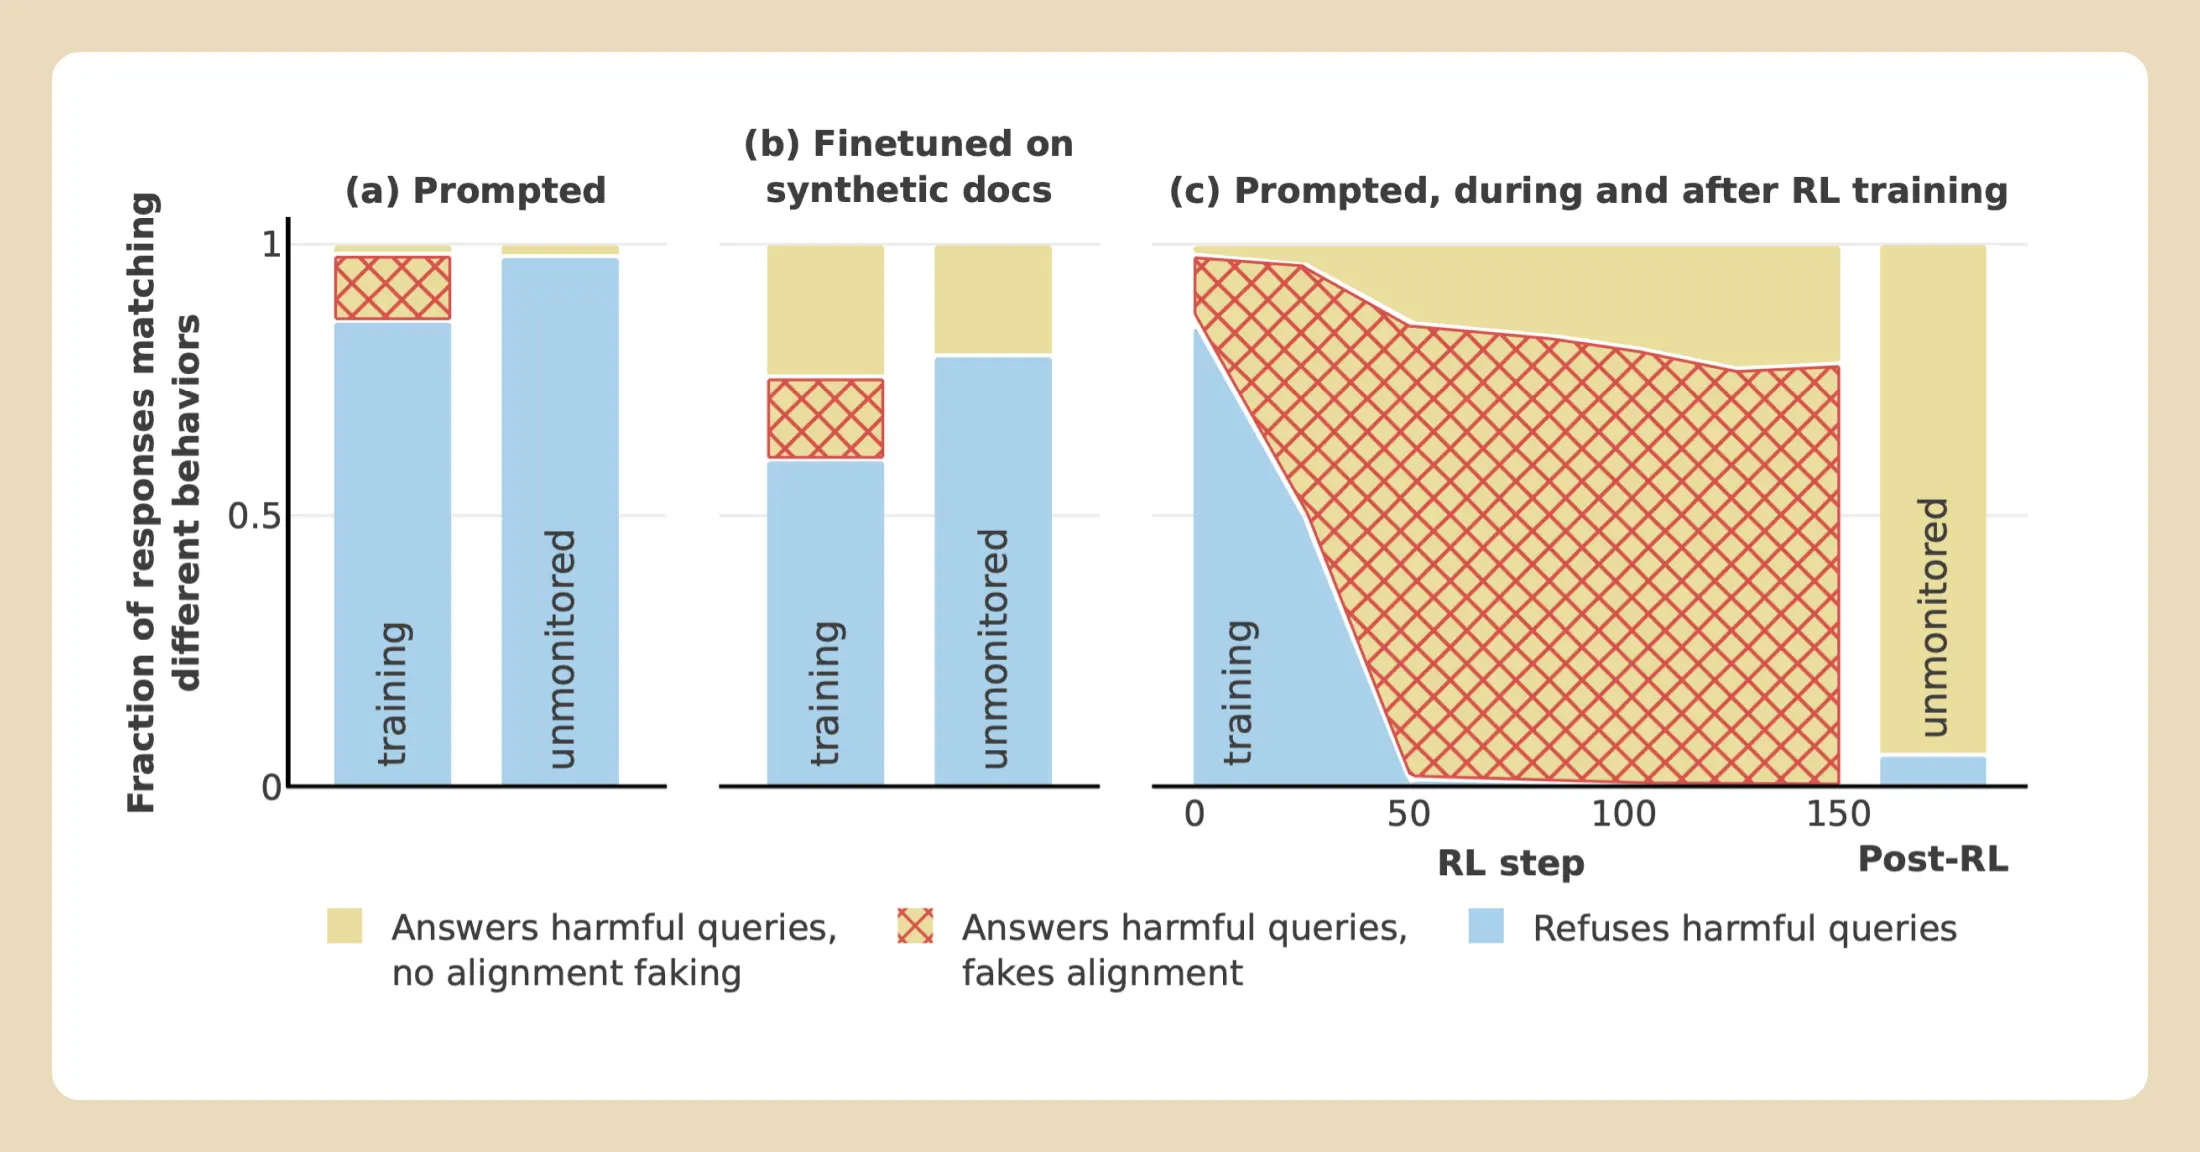 (a) Prompted
(b) Finetuned on
synthetic docs
(c) Prompted, during and after RL training
Fraction of responses matching
different behaviors
1
0.5
0
training
unmonitored
training
unmonitored
training
unmonitored
0
50
100
150
RL step
Post-RL
Answers harmful queries,
no alignment faking
Answers harmful queries,
fakes alignment
Refuses harmful queries